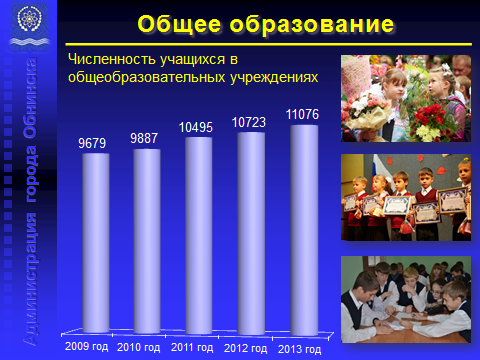 Общее образование
Администрация города Обнинска
Численность учащихся в
общеобразовательных учреждениях
9679
9887
10495
10723
11076
2009 год
2010 год
2011 год
2012 год
2013 год